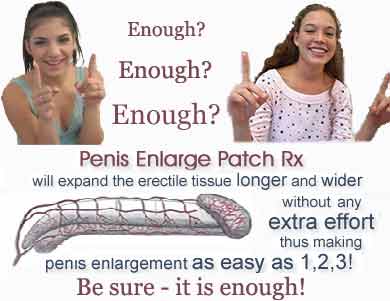 Enough?
Enough?
Enough?
Penis Enlarge Patch Rx
will expand the erectile tissue longer and wider
without any
extra effort
thus making
penis enlargement as easy as 1,2,3!
Be sure - it is enough!